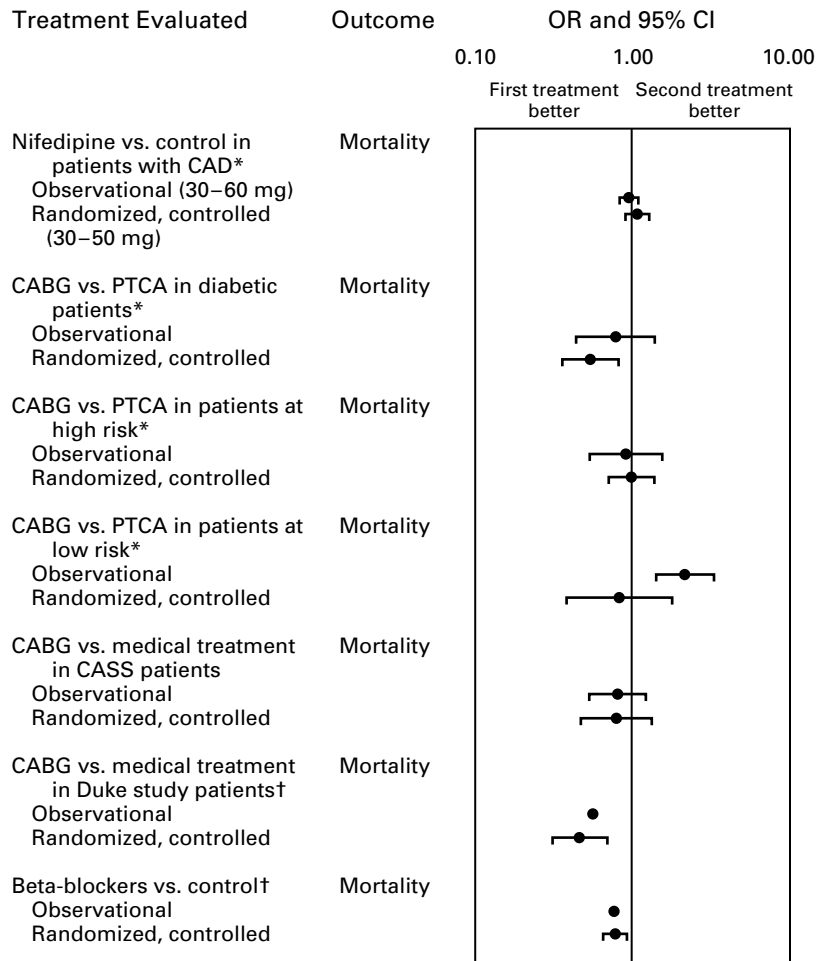 Treatment Evaluated Outcome OR and 95% CI
0.10 1.00 10.00
First treatment better Second treatment better
Nifedipine vs. control in Mortality
patients with CAD*
Observational (30–60 mg)
Randomized, controlled
(30–50 mg)
CABG vs. PTCA in diabetic Mortality
patients*
Observational
Randomized, controlled
CABG vs. PTCA in patients at Mortality
high risk*
Observational
Randomized, controlled
CABG vs. PTCA in patients at Mortality
low risk*
Observational
Randomized, controlled
CABG vs. medical treatment Mortality
in CASS patients
Observational
Randomized, controlled
CABG vs. medical treatment Mortality
in Duke study patients†
Observational
Randomized, controlled
Beta-blockers vs. control† Mortality
Observational
Randomized, controlled